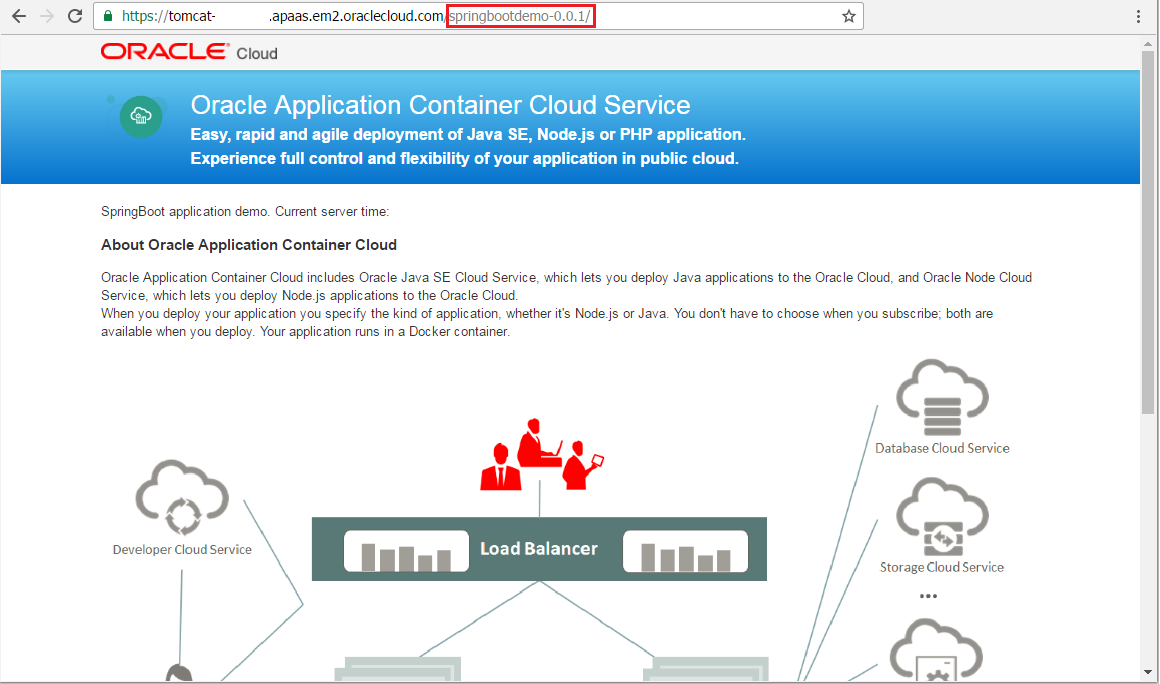 https://tomcat- .apaas.em2.oraclecloud.com/springbootdemo-0.0.1/
ORACLE® Cloud
Oracle Application Container Cloud Service
Easy, rapid and agile deployment of Java SE, Node.js or PHP application.
Experience full control and flexibility of your application in public cloud.
SpringBoot application demo. Current server time:
About Oracle Application Container Cloud
Oracle Application Container Cloud includes Oracle Java SE Cloud Service, which lets you deploy Java applications to the Oracle Cloud, and Oracle Node Cloud
Service, which lets you deploy Node.js applications to the Oracle Cloud.
When you deploy your application you specify the kind of application, whether it's Node.js or Java. You don't have to choose when you subscribe; both are
available when you deploy. Your application runs in a Docker container.
Database Cloud Service
Developer Cloud Service
Load Balancer
Storage Cloud Service
•••